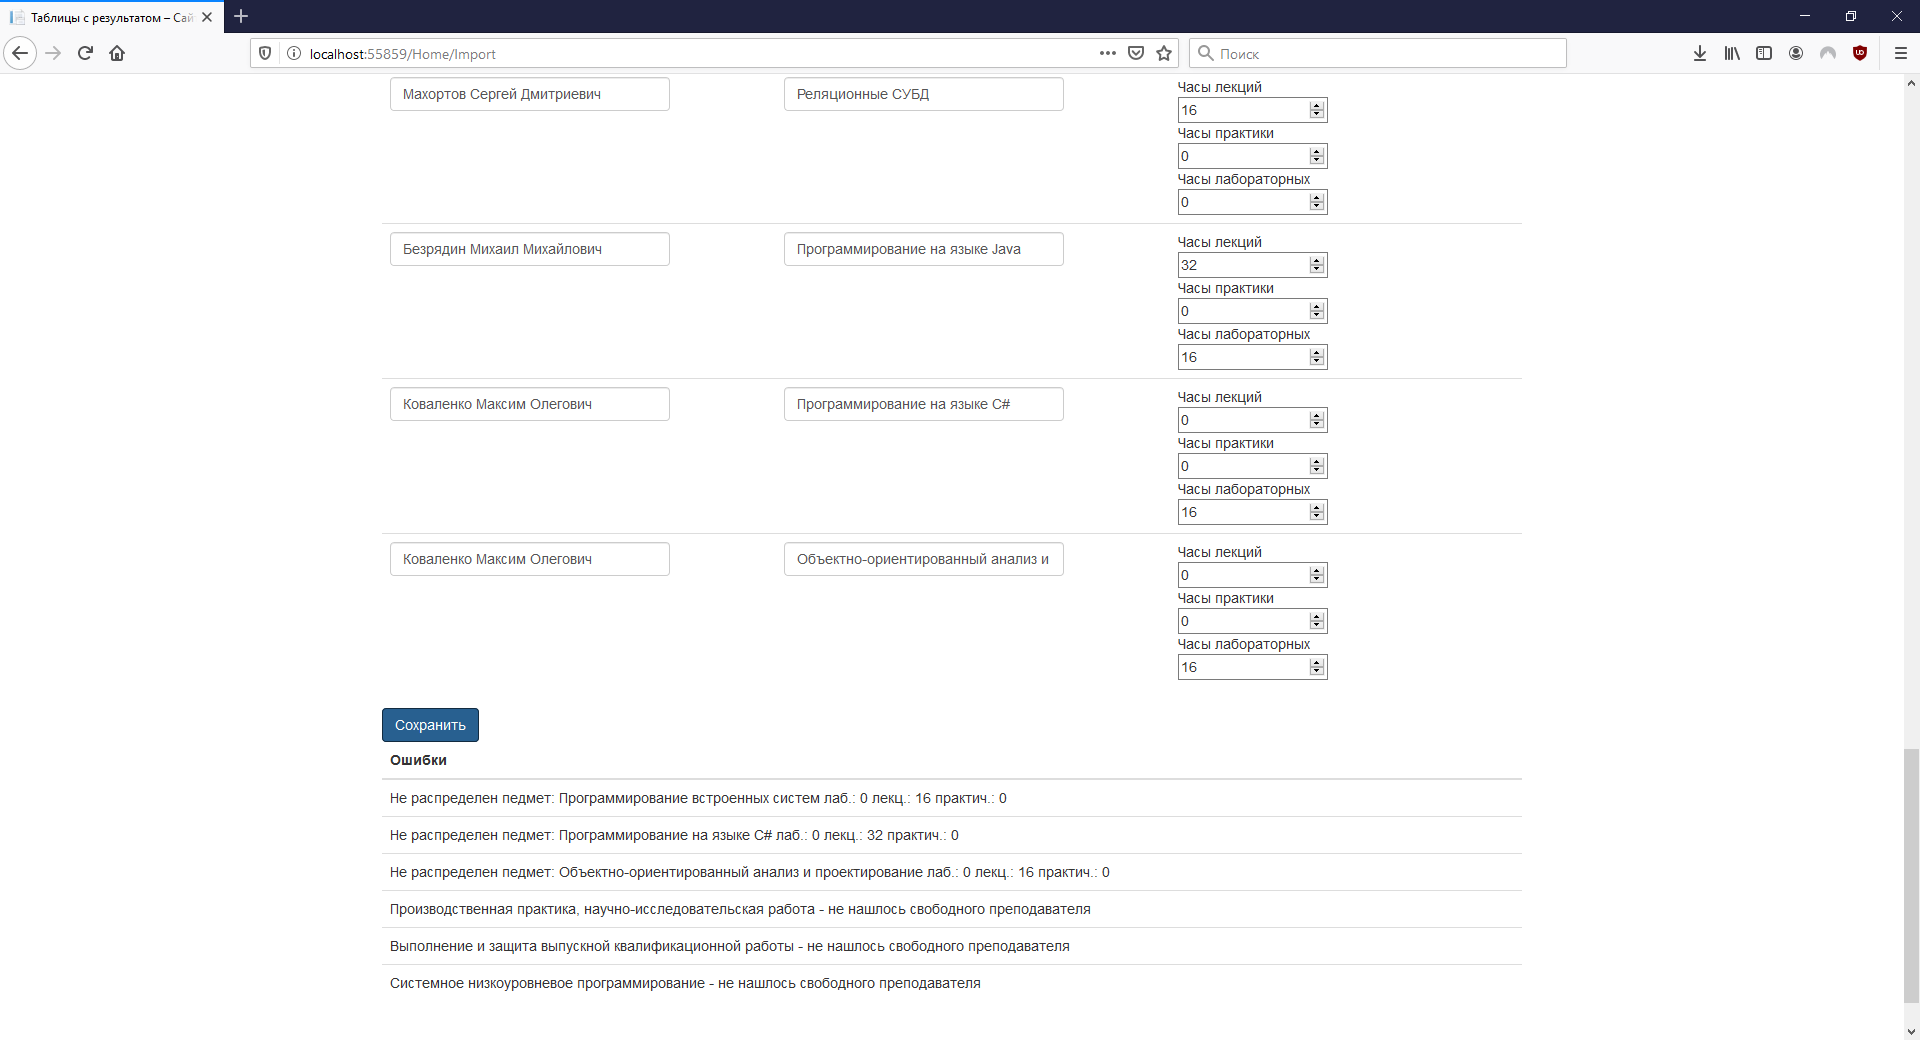 Таблицы с результатом – Сай
localhost:55859/Home/Import
Поиск
Махортов Сергей Дмитриевич
Реляционные СУБД
Часы лекций
16
Часы практики
0
Часы лабораторных
0
Безрядин Михаил Михайлович
Программирование на языке Java
Часы лекций
32
Часы практики
0
Часы лабораторных
16
Коваленко Максим Олегович
Программирование на языке C#
Часы лекций
0
Часы практики
0
Часы лабораторных
16
Коваленко Максим Олегович
Объектно-ориентированный анализ и
Часы лекций
0
Часы практики
0
Часы лабораторных
16
Сохранить
Ошибки
Не распределен педмет: Программирование встроенных систем лаб.: 0 лекц.: 16 практич.: 0
Не распределен педмет: Программирование на языке C# лаб.: 0 лекц.: 32 практич.: 0
Не распределен педмет: Объектно-ориентированный анализ и проектирование лаб.: 0 лекц.: 16 практич.: 0
Производственная практика, научно-исследовательская работа - не нашлось свободного преподавателя
Выполнение и защита выпускной квалификационной работы - не нашлось свободного преподавателя
Системное низкоуровневое программирование - не нашлось свободного преподавателя